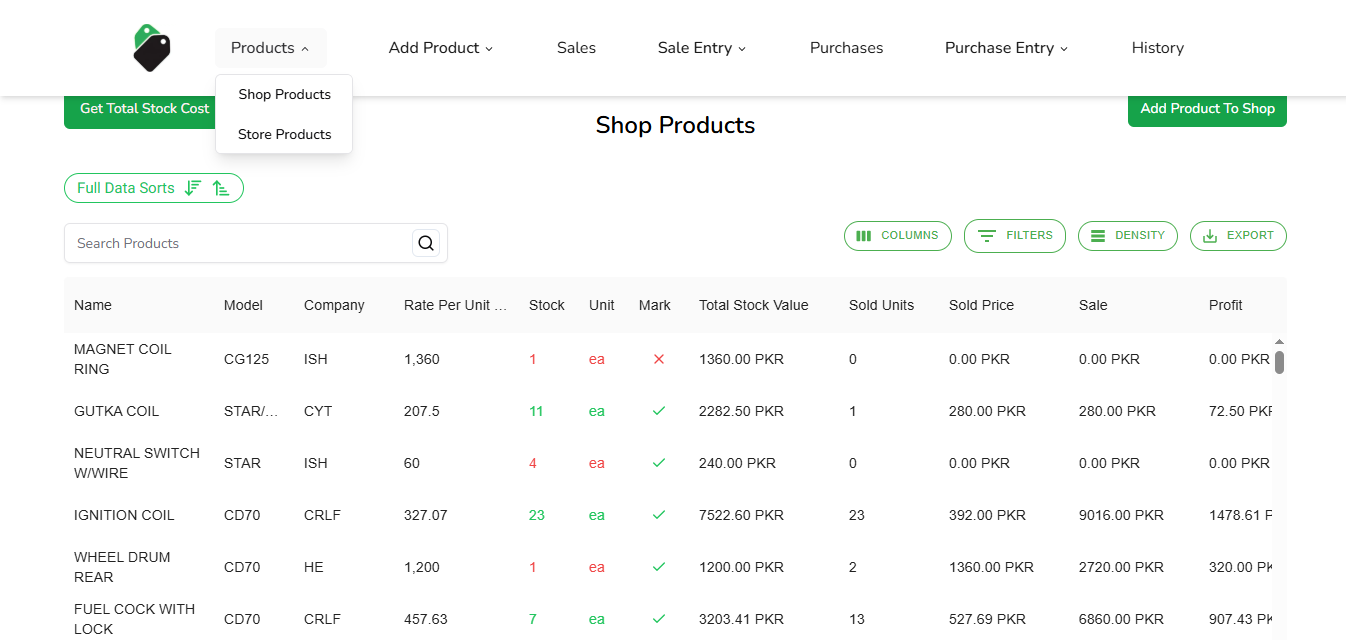 Products Add Product Sales Sale Entry Purchases Purchase Entry History
Shop Products
Store Products
Get Total Stock Cost
Shop Products
Add Product To Shop
Full Data Sorts
Search Products
COLUMNS FILTERS DENSITY EXPORT
Name Model Company Rate Per Unit ... Stock Unit Mark Total Stock Value Sold Units Sold Price Sale Profit
MAGNET COIL
RING
CG125 ISH 1,360 1 ea 1360.00 PKR 0 0.00 PKR 0.00 PKR 0.00 PKR
GUTKA COIL STAR/... CYT 207.5 11 ea 2282.50 PKR 1 280.00 PKR 280.00 PKR 72.50 PKR
NEUTRAL SWITCH
W/WIRE
STAR ISH 60 4 ea 240.00 PKR 0 0.00 PKR 0.00 PKR 0.00 PKR
IGNITION COIL CD70 CRLF 327.07 23 ea 7522.60 PKR 23 392.00 PKR 9016.00 PKR 1478.61 P
WHEEL DRUM
REAR
CD70 HE 1,200 1 ea 1200.00 PKR 2 1360.00 PKR 2720.00 PKR 320.00 PK
FUEL COCK WITH
LOCK
CD70 CRLF 457.63 7 ea 3203.41 PKR 13 527.69 PKR 6860.00 PKR 907.43 PK